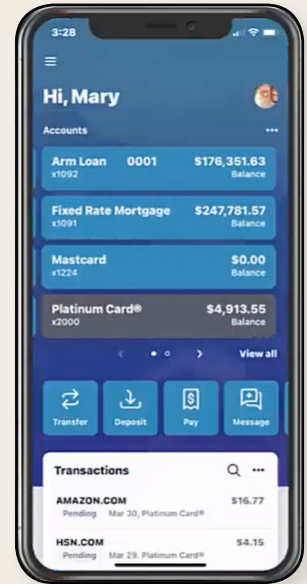 3:28
Hi, Mary
Accounts
Arm Loan 0001 $176,351.63
x1092 Balance
Fixed Rate Mortgage $247,781.57
x1091 Balance
Mastcard $0.00
x1224 Balance
Platinum Card® $4,913.55
x2000 Balance
View all
Transfer Deposit Pay Message
Transactions
AMAZON.COM $16.77
Pending Mar 30, Platinum Card®
HSN.COM $4.15
Pending Mar 29, Platinum Card®